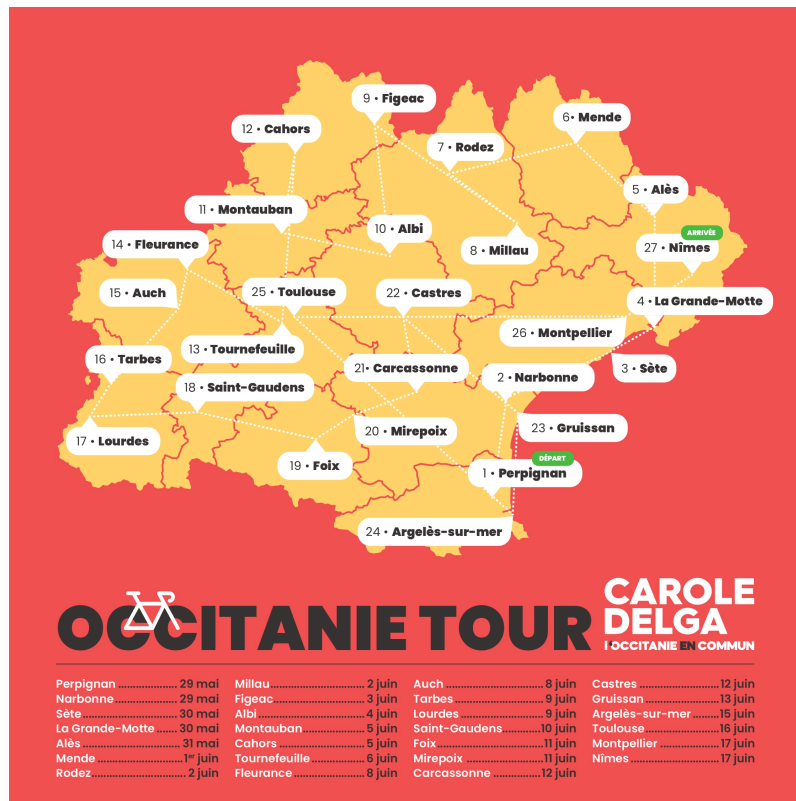 9 • Figeac
6• Mende
12 • Cahors
7 • Rodez
5 • Alès
11 • Montauban
10 • Albi
ARRIVÉE
14 • Fleurance
8 • Millau
27 • Nîmes
15 • Auch
25 • Toulouse
22 • Castres
4 • La Grande-Motte
26 • Montpellier
13 • Tournefeuille
16 • Tarbes
21• Carcassonne
3 • Sète
2 • Narbonne
18 • Saint-Gaudens
23 • Gruissan
20 • Mirepoix
17 • Lourdes
DÉPART
19 • Foix
1 • Perpignan
24 • Argelès-sur-mer
OCCITANIE TOUR
CAROLE
DELGA
l'OCCITANIE EN COMMUN
Perpignan .................... 29 mai
Narbonne .................... 29 mai
Sète ............................... 30 mai
La Grande-Motte ....... 30 mai
Alès ................................ 31 mai
Mende .......................... 1er juin
Rodez ............................. 2 juin
Millau ............................. 2 juin
Figeac ............................ 3 juin
Albi ................................. 4 juin
Montauban ................... 5 juin
Cahors ........................... 5 juin
Tournefeuille ................ 6 juin
Fleurance ...................... 8 juin
Auch ............................... 8 juin
Tarbes ............................ 9 juin
Lourdes .......................... 9 juin
Saint-Gaudens ........... 10 juin
Foix ................................ 11 juin
Mirepoix ........................ 11 juin
Carcassonne ............... 12 juin
Castres ......................... 12 juin
Gruissan ....................... 13 juin
Argelès-sur-mer ......... 15 juin
Toulouse ....................... 16 juin
Montpellier ................... 17 juin
Nîmes ............................ 17 juin